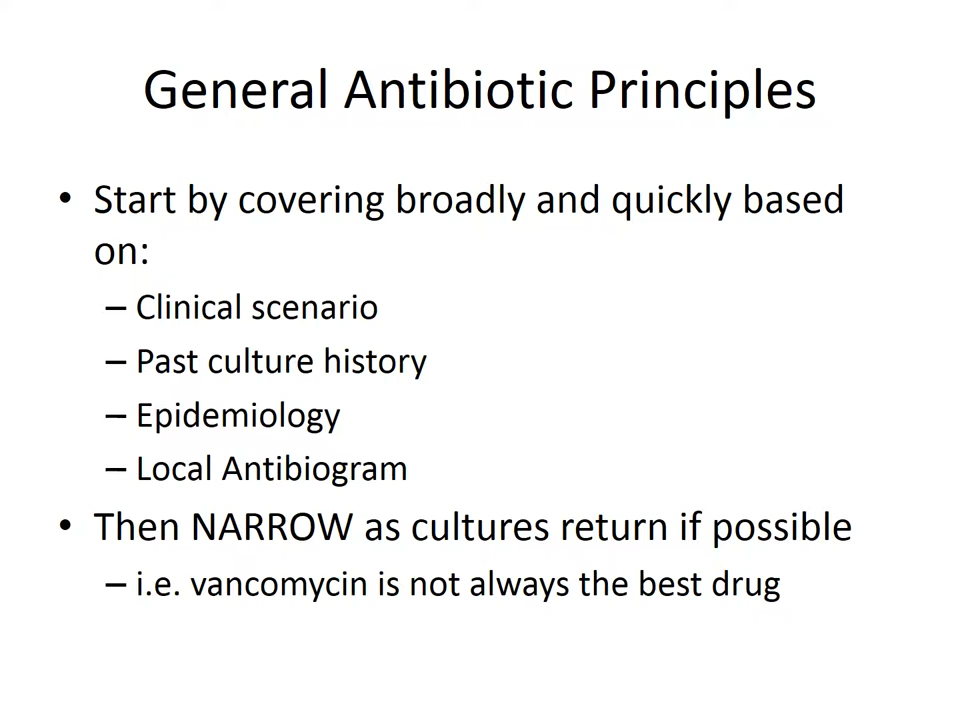 General Antibiotic Principles
• Start by covering broadly and quickly based
on:
– Clinical scenario
– Past culture history
– Epidemiology
– Local Antibiogram
• Then NARROW as cultures return if possible
– i.e. vancomycin is not always the best drug